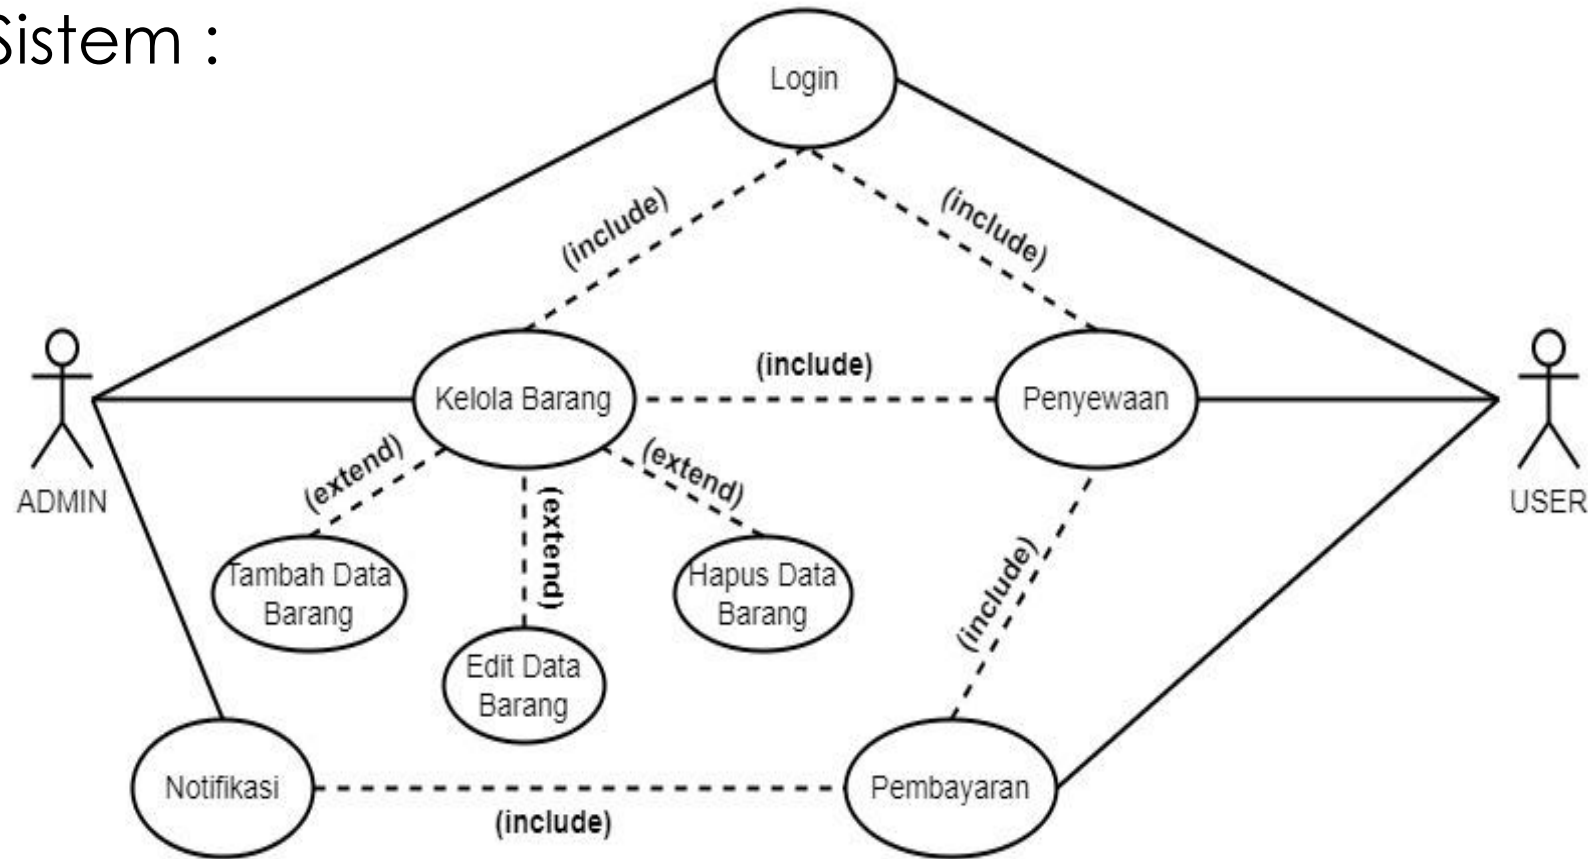 Sistem :
Login
(include)
(include)
(include)
Kelola Barang
Penyewaan
ADMIN
USER
(extend)
(extend)
(extend)
Tambah Data
Barang
Hapus Data
Barang
Edit Data
Barang
(include)
Notifikasi
Pembayaran
(include)